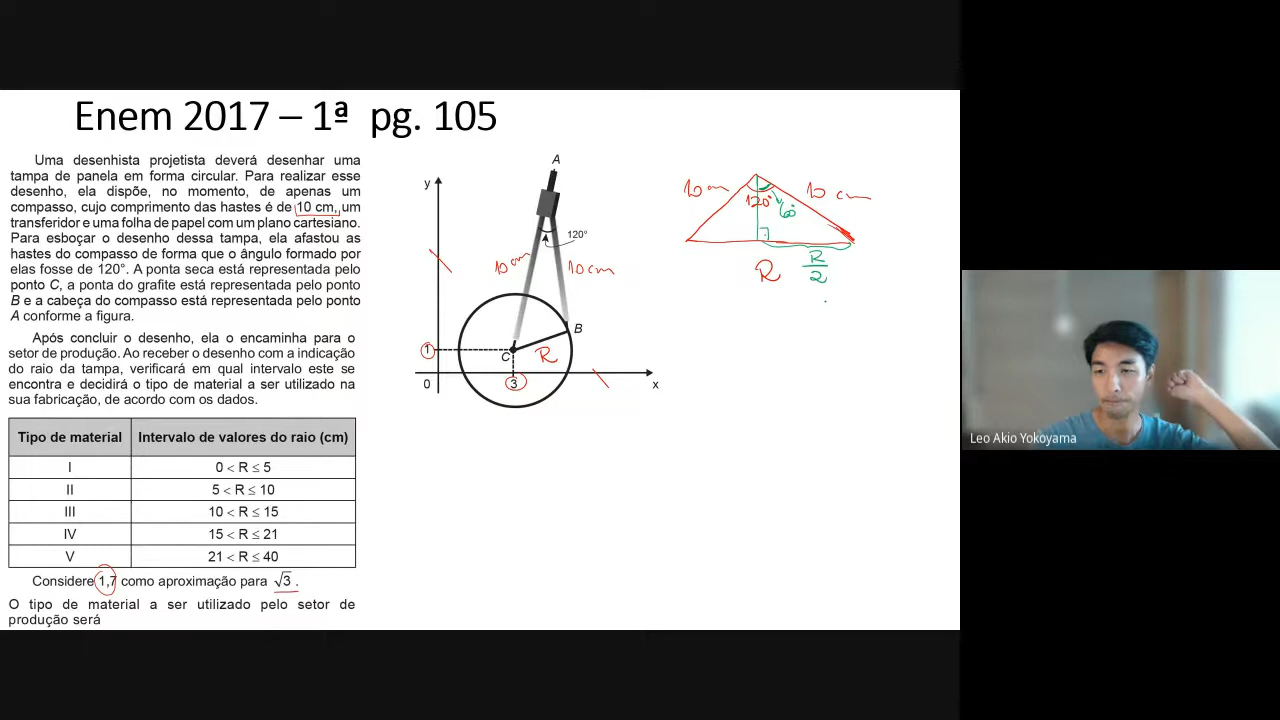 Enem 2017 – 1ª pg. 105
Uma desenhista projetista deverá desenhar uma
tampa de panela em forma circular. Para realizar esse
desenho, ela dispõe, no momento, de apenas um
compasso, cujo comprimento das hastes é de 10 cm, um
transferidor e uma folha de papel com um plano cartesiano.
Para esboçar o desenho dessa tampa, ela afastou as
hastes do compasso de forma que o ângulo formado por
elas fosse de 120°. A ponta seca está representada pelo
ponto C, a ponta do grafite está representada pelo ponto
B e a cabeça do compasso está representada pelo ponto
A conforme a figura.
Após concluir o desenho, ela o encaminha para o
setor de produção. Ao receber o desenho com a indicação
do raio da tampa, verificará em qual intervalo este se
encontra e decidirá o tipo de material a ser utilizado na
sua fabricação, de acordo com os dados.
Tipo de material Intervalo de valores do raio (cm)
I 0 < R ≤ 5
II 5 < R ≤ 10
III 10 < R ≤ 15
IV 15 < R ≤ 21
V 21 < R ≤ 40
Considere 1,7 como aproximação para √3 .
O tipo de material a ser utilizado pelo setor de
produção será
A
y
120°
10 cm 10 cm
B
1 C R
0 3 x
10 cm 10 cm
120° 60°
R R/2
Leo Akio Yokoyama